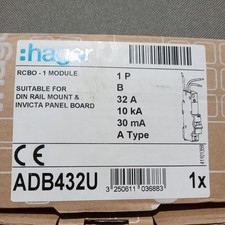 :hager
RCBO - 1 MODULE
SUITABLE FOR
DIN RAIL MOUNT &
INVICTA PANEL BOARD
1 P
B
32 A
10 kA
30 mA
A Type
CE
ADB432U
3 250611 036883
1x